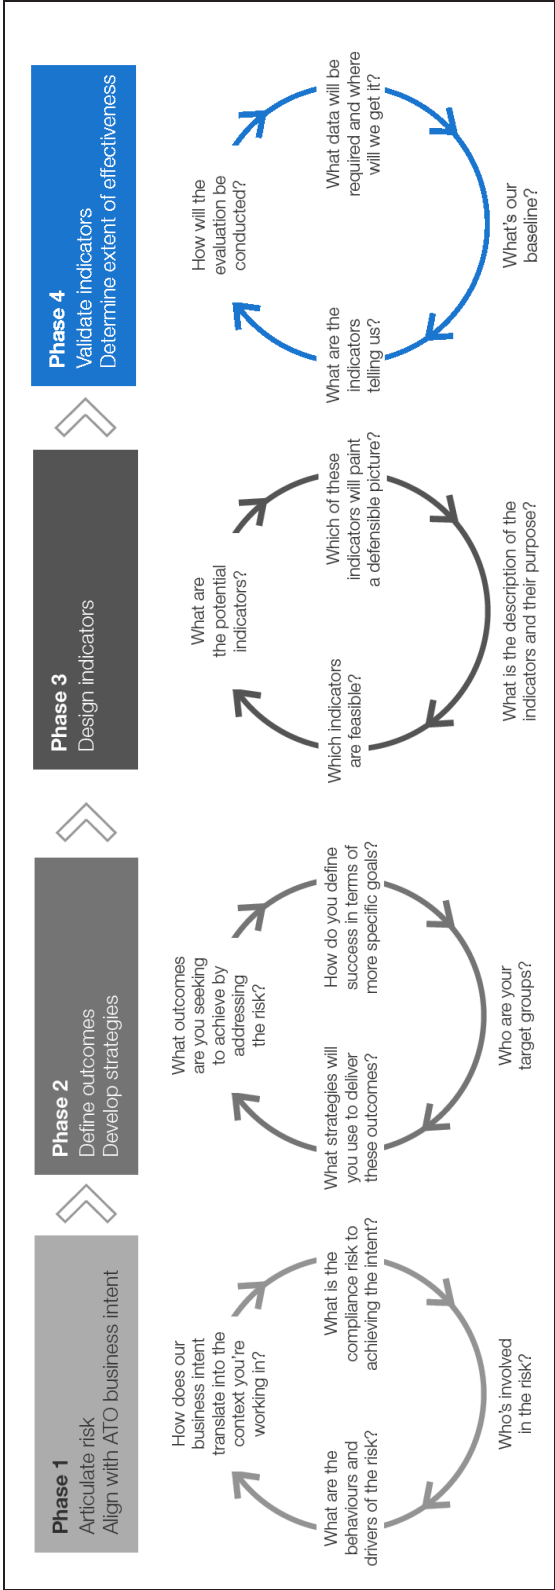 Phase 1
Articulate risk
Align with ATO business intent
How does our
business intent
translate into the
context you're
working in?
What is the
compliance risk to
achieving the intent?
Who's involved
in the risk?
What are the
behaviours and
drivers of the risk?
Phase 2
Define outcomes
Develop strategies
What outcomes
are you seeking
to achieve by
addressing
the risk?
How do you define
success in terms of
more specific goals?
Who are your
target groups?
What strategies will
you use to deliver
these outcomes?
Phase 3
Design indicators
What are
the potential
indicators?
Which of these
indicators will paint
a defensible picture?
What is the description of the
indicators and their purpose?
Which indicators
are feasible?
Phase 4
Validate indicators
Determine extent of effectiveness
How will the
evaluation be
conducted?
What data will be
required and where
will we get it?
What's our
baseline?
What are the
indicators
telling us?